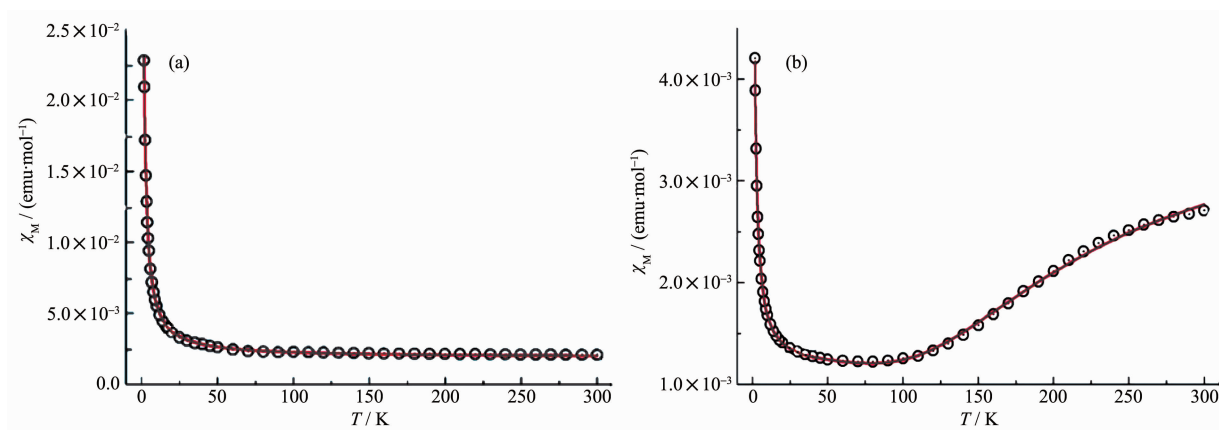 2.5×10⁻²
2.0×10⁻²
1.5×10⁻²
1.0×10⁻²
5.0×10⁻³
0.0
χM / (emu·mol⁻¹)
(a)
0 50 100 150 200 250 300
T / K
4.0×10⁻³
3.0×10⁻³
2.0×10⁻³
1.0×10⁻³
χM / (emu·mol⁻¹)
(b)
0 50 100 150 200 250 300
T / K